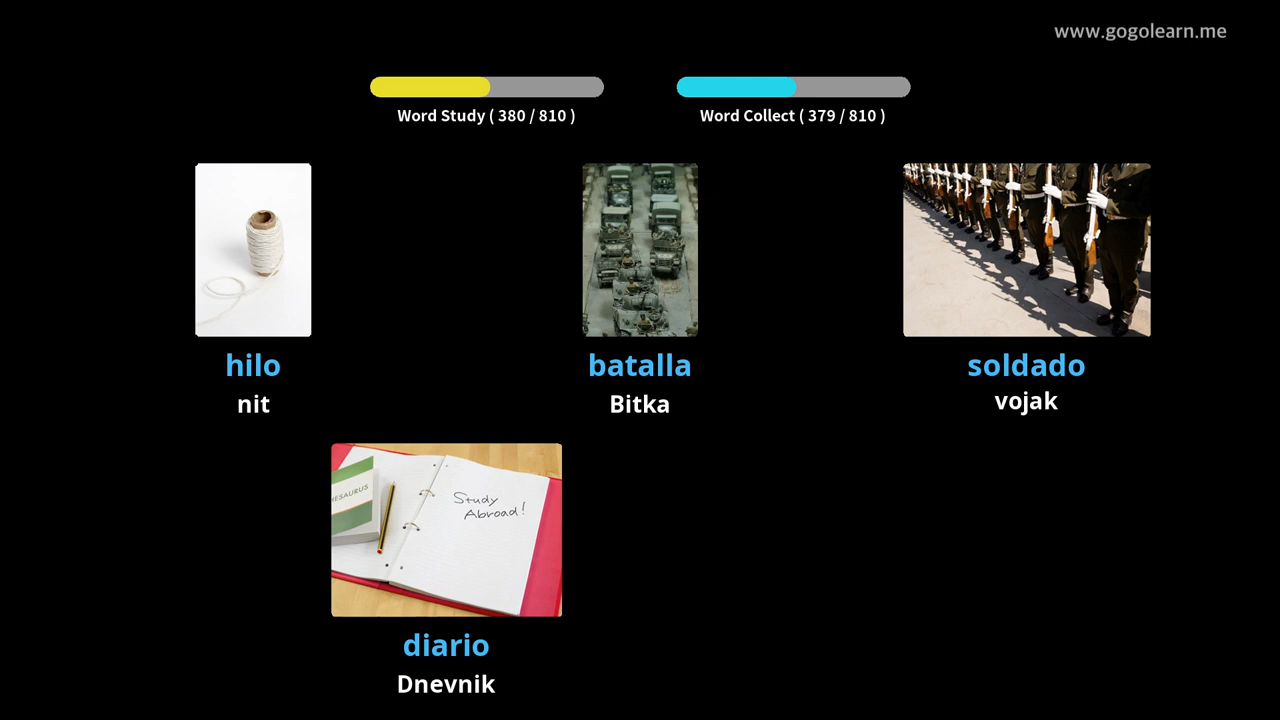 www.gogolearn.me
Word Study ( 380 / 810 )
Word Collect ( 379 / 810 )
hilo
nit
batalla
Bitka
soldado
vojak
HESAURUS
Study
Abroad!
diario
Dnevnik